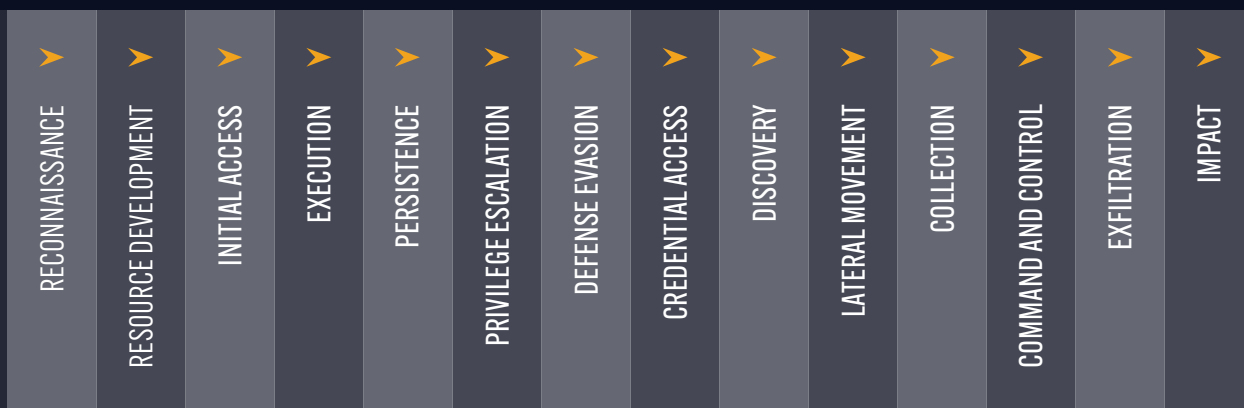 RECONNAISSANCE
RESOURCE DEVELOPMENT
INITIAL ACCESS
EXECUTION
PERSISTENCE
PRIVILEGE ESCALATION
DEFENSE EVASION
CREDENTIAL ACCESS
DISCOVERY
LATERAL MOVEMENT
COLLECTION
COMMAND AND CONTROL
EXFILTRATION
IMPACT